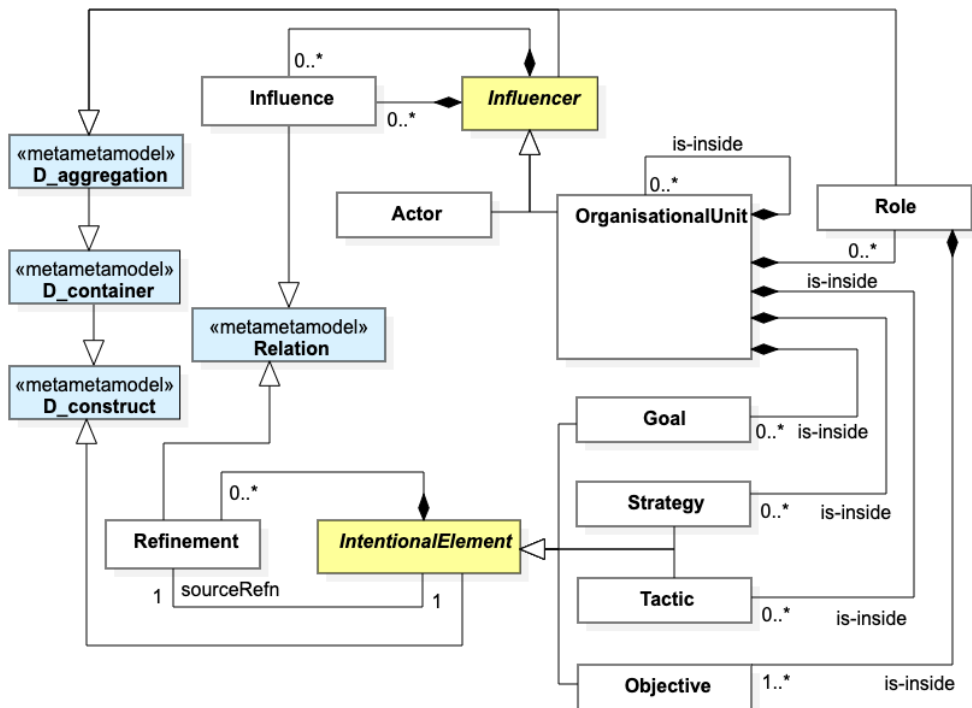 0..*
Influence
0..*
Influencer
«metametamodel»
D_aggregation
is-inside
0..*
Actor
OrganisationalUnit
Role
0..*
«metametamodel»
D_container
is-inside
«metametamodel»
Relation
«metametamodel»
D_construct
Goal
0..*
is-inside
0..*
Strategy
0..*
is-inside
Refinement
IntentionalElement
sourceRefn
1
1
Tactic
0..*
is-inside
Objective
1..*
is-inside